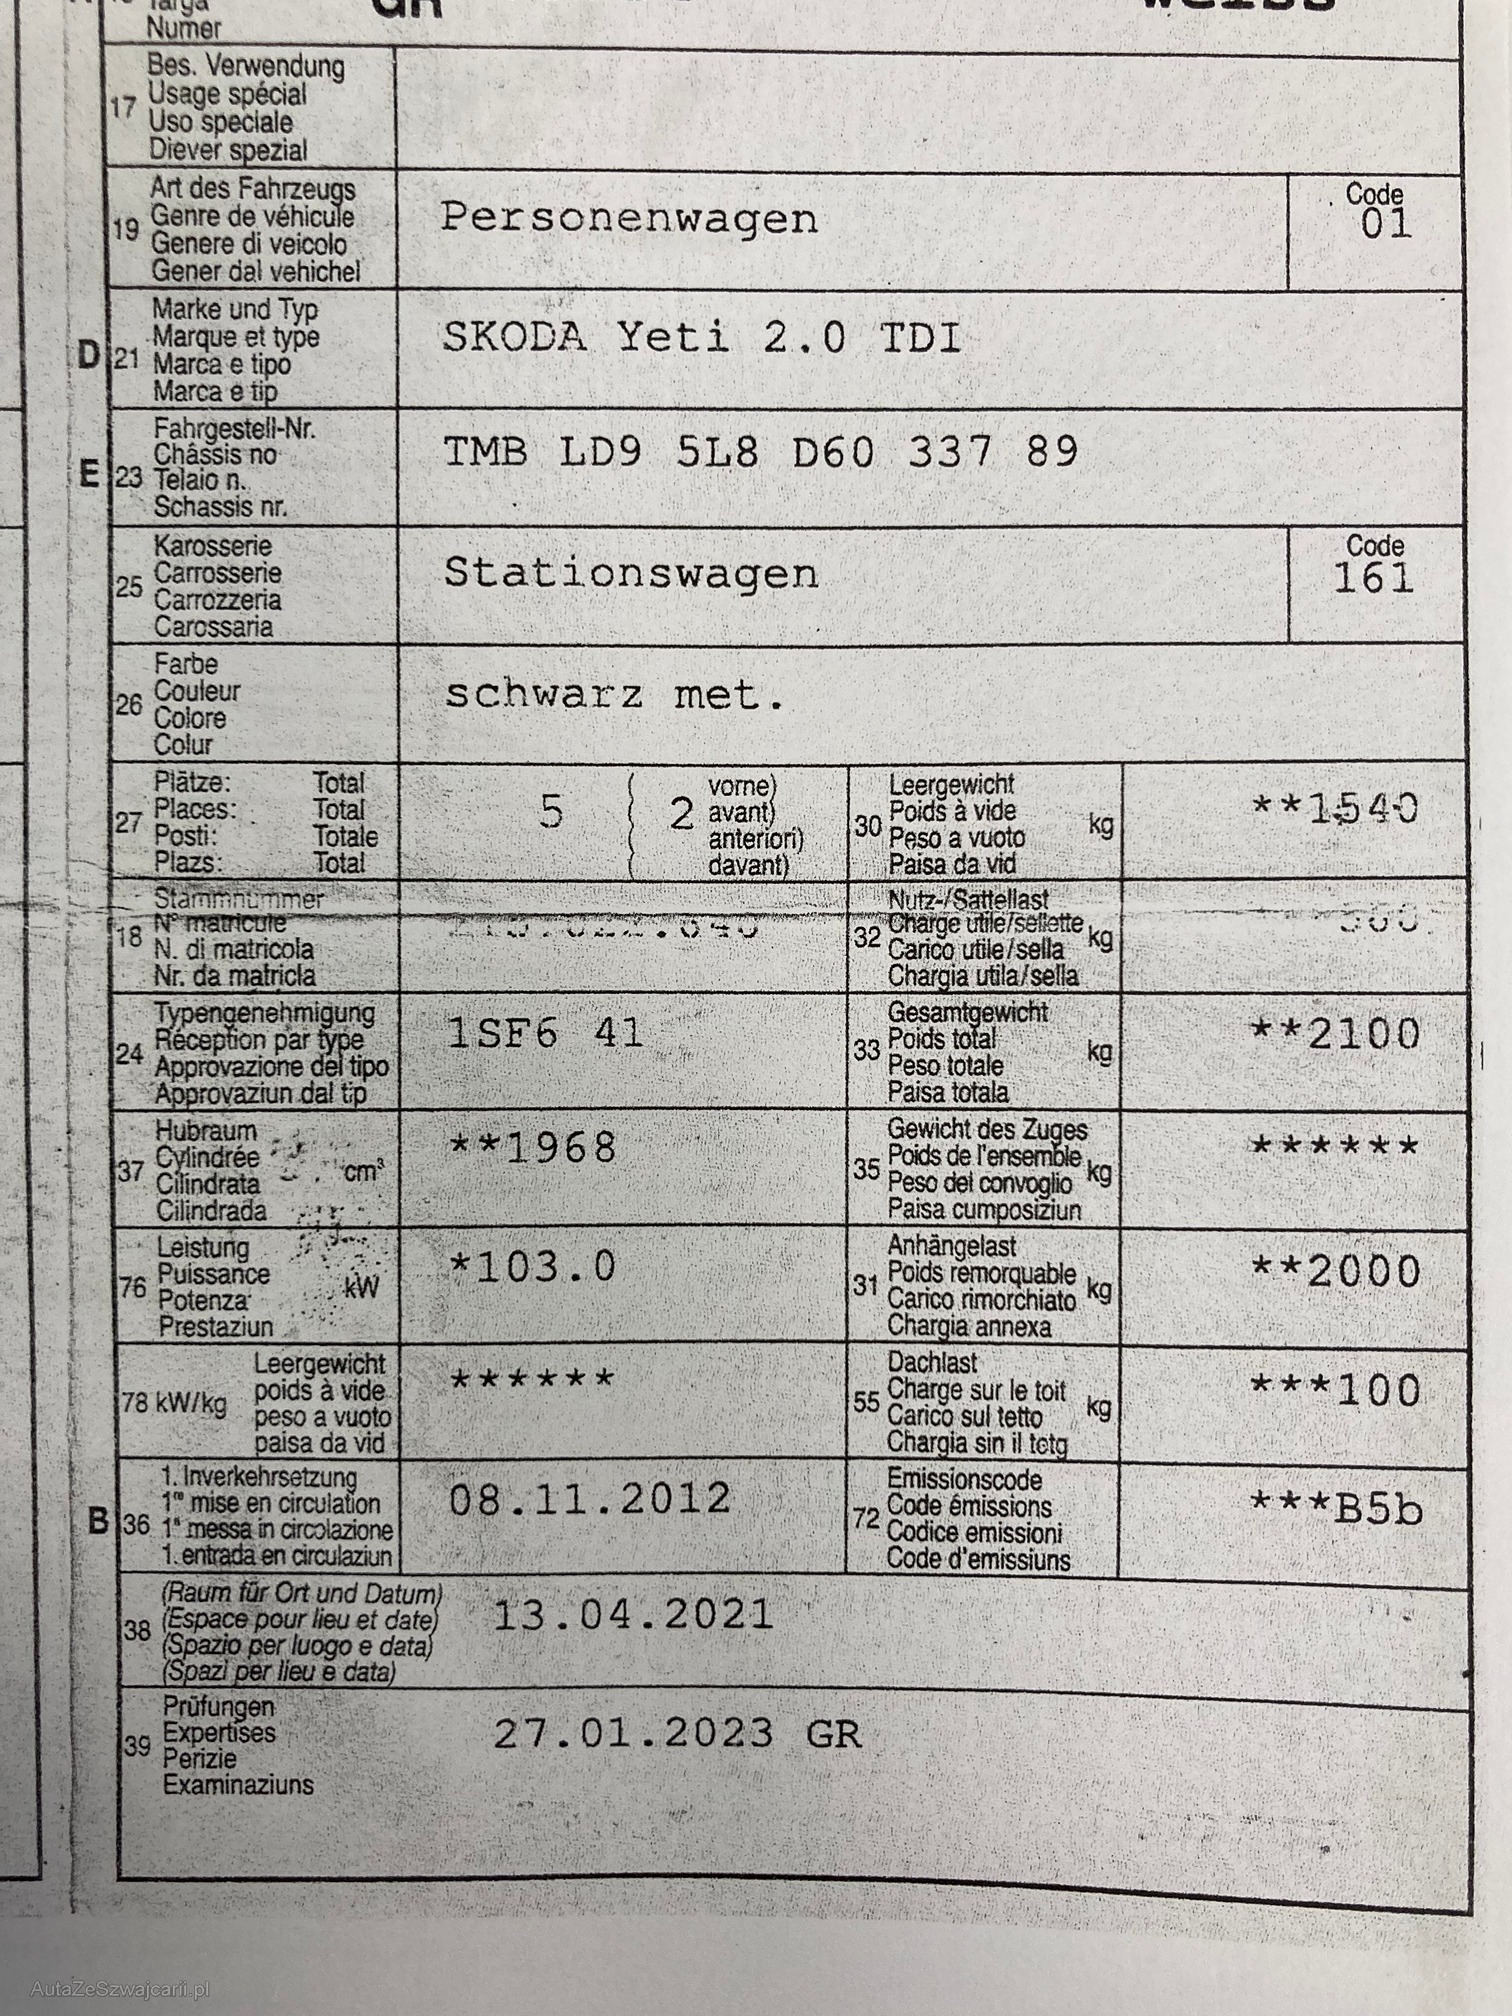 Targa
Numer
GR
weiss
17
Bes. Verwendung
Usage spécial
Uso speciale
Diever spezial
19
Art des Fahrzeugs
Genre de véhicule
Genere di veicolo
Gener dal vehichel
Personenwagen
Code
01
D
21
Marke und Typ
Marque et type
Marca e tipo
Marca e tip
SKODA Yeti 2.0 TDI
E
23
Fahrgestell-Nr.
Châssis no
Telaio n.
Schassis nr.
TMB LD9 5L8 D60 337 89
25
Karosserie
Carrosserie
Carrozzeria
Carossaria
Stationswagen
Code
161
26
Farbe
Couleur
Colore
Colur
schwarz met.
27
Plätze: Total
Places: Total
Posti: Totale
Plazs: Total
5 ( 2
vorne)
avant)
anteriori)
davant)
30
Leergewicht
Poids à vide
Peso a vuoto
Paisa da vid
kg
**1540
18
Stammnummer
N° matricule
N. di matricola
Nr. da matricla
32
Nutz-/Sattellast
Charge utile/sellette
Carico utile/sella
Chargia utila/sella
kg
24
Typengenehmigung
Réception par type
Approvazione del tipo
Approvaziun dal tip
1SF6 41
33
Gesamtgewicht
Poids total
Peso totale
Paisa totala
kg
**2100
37
Hubraum
Cylindrée
Cilindrata
Cilindrada
cm³
**1968
35
Gewicht des Zuges
Poids de l'ensemble
Peso del convoglio
Paisa cumposiziun
kg
******
76
Leistung
Puissance
Potenza
Prestaziun
kW
*103.0
31
Anhängelast
Poids remorquable
Carico rimorchiato
Chargia annexa
kg
**2000
78 kW/kg
Leergewicht
poids à vide
peso a vuoto
paisa da vid
******
55
Dachlast
Charge sur le toit
Carico sul tetto
Chargia sin il tetg
kg
***100
B
36
1. Inverkehrsetzung
1re mise en circulation
1a messa in circolazione
1. entrada en circulaziun
08.11.2012
72
Emissionscode
Code émissions
Codice emissioni
Code d'emissiuns
***B5b
38
(Raum für Ort und Datum)
(Espace pour lieu et date)
(Spazio per luogo e data)
(Spazi per lieu e data)
13.04.2021
39
Prüfungen
Expertises
Perizie
Examinaziuns
27.01.2023 GR
AutaZeSzwajcarii.pl